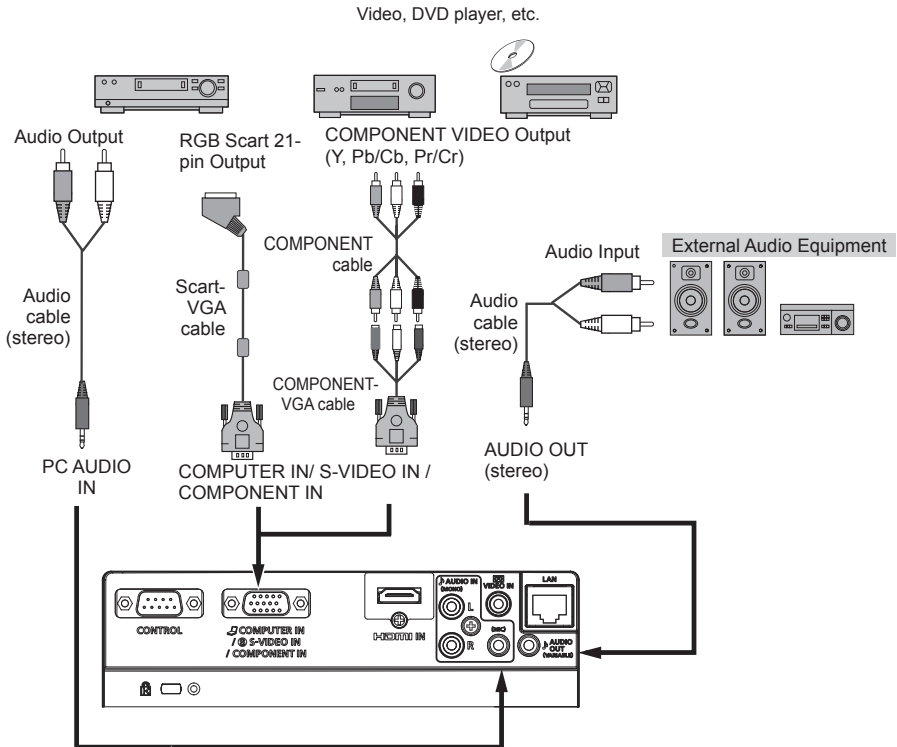 Video, DVD player, etc.
Audio Output
RGB Scart 21-
pin Output
COMPONENT VIDEO Output
(Y, Pb/Cb, Pr/Cr)
COMPONENT
cable
Audio Input
External Audio Equipment
Audio
cable
(stereo)
Scart-
VGA
cable
Audio
cable
(stereo)
COMPONENT-
VGA cable
PC AUDIO
IN
COMPUTER IN/ S-VIDEO IN /
COMPONENT IN
AUDIO OUT
(stereo)
CONTROL
COMPUTER IN
/ S S-VIDEO IN
/ COMPONENT IN
HDMI IN
AUDIO IN
(MONO)
L
R
VIDEO IN
(MIC)
LAN
AUDIO
OUT
(VARIABLE)